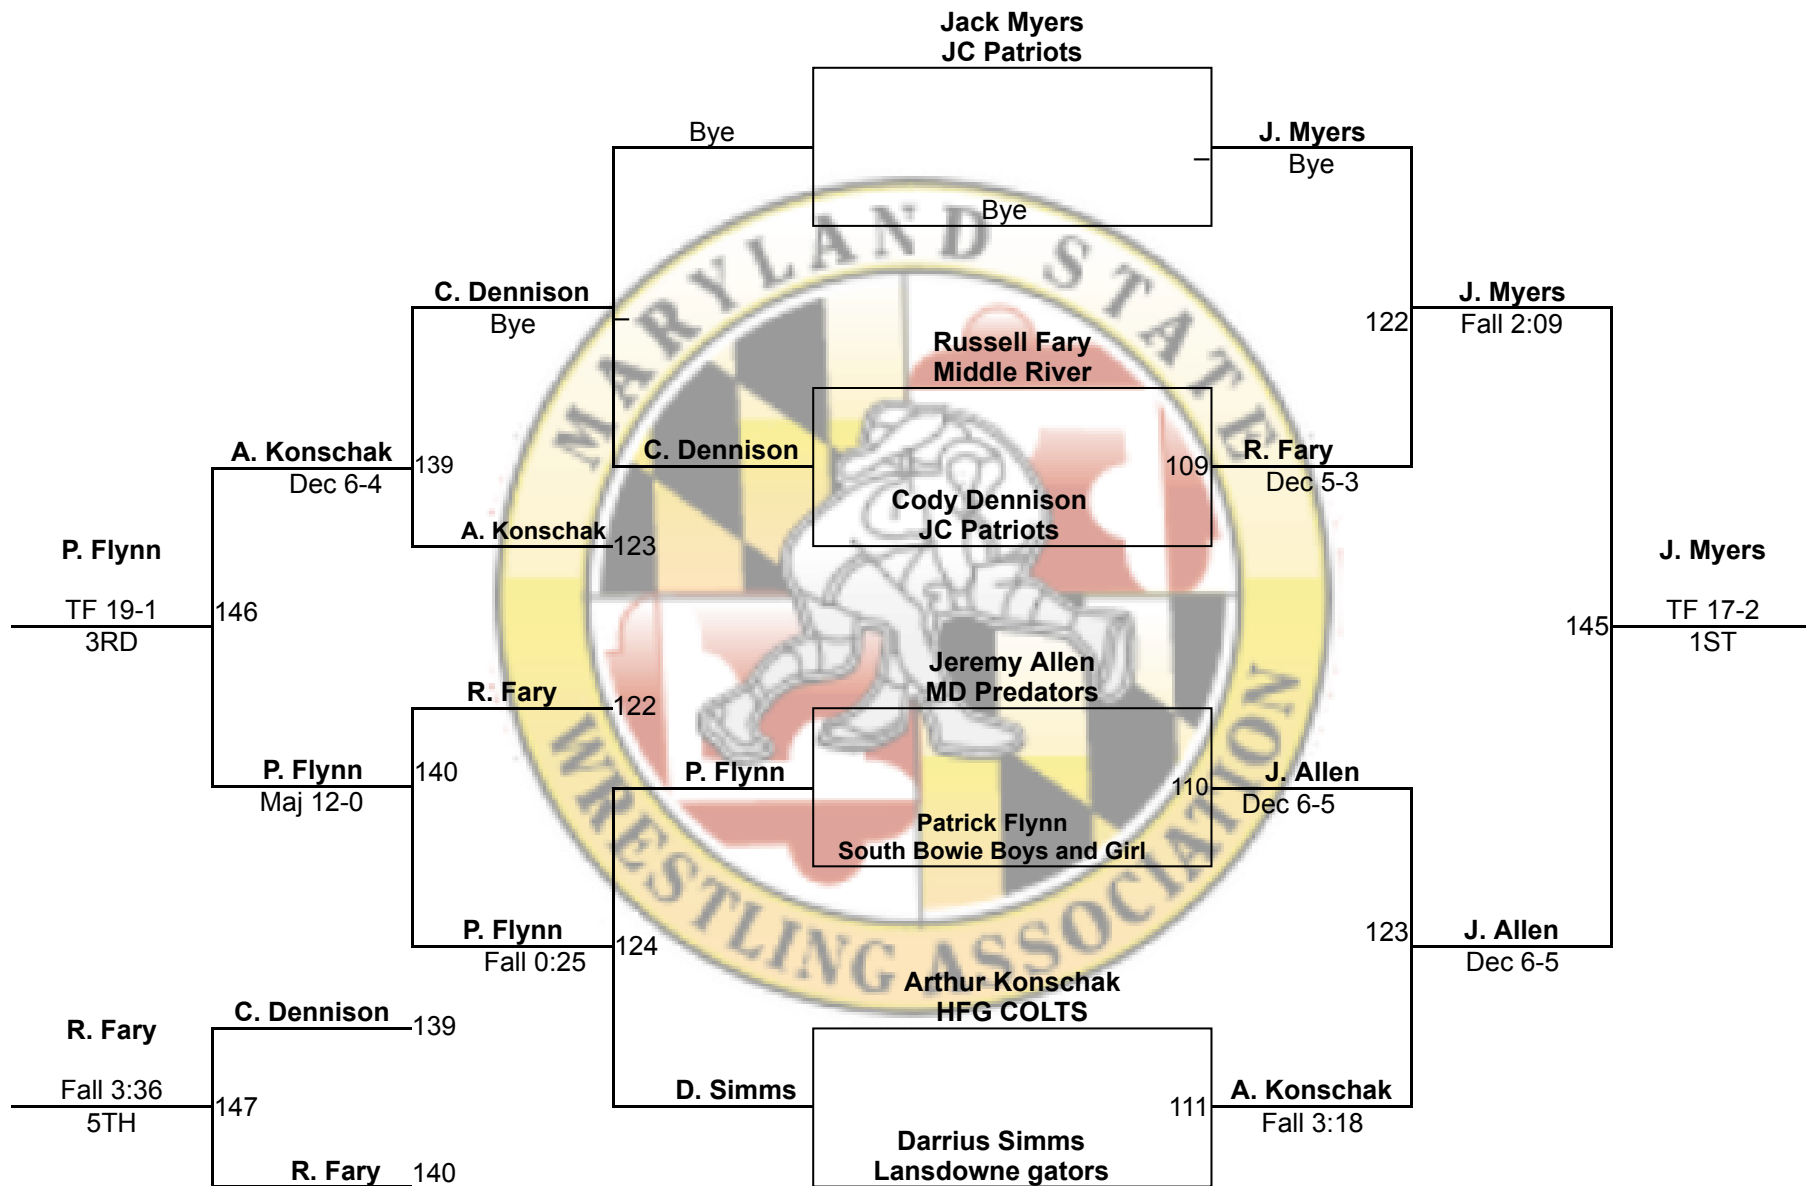 Jack Myers
JC Patriots
Bye
J. Myers
Bye
Bye
C. Dennison
Bye
J. Myers
Fall 2:09
122
Russell Fary
Middle River
A. Konschak
Dec 6-4
139
C. Dennison
109
R. Fary
Dec 5-3
Cody Dennison
JC Patriots
A. Konschak
123
P. Flynn
TF 19-1
3RD
146
J. Myers
TF 17-2
1ST
145
Jeremy Allen
MD Predators
R. Fary
122
P. Flynn
Maj 12-0
140
P. Flynn
110
J. Allen
Dec 6-5
Patrick Flynn
South Bowie Boys and Girl
P. Flynn
Fall 0:25
124
123
J. Allen
Dec 6-5
Arthur Konschak
HFG COLTS
C. Dennison
139
R. Fary
Fall 3:36
5TH
147
D. Simms
111
A. Konschak
Fall 3:18
Darrius Simms
Lansdowne gators
R. Fary
140
MARYLAND STATE
WRESTLING ASSOCIATION